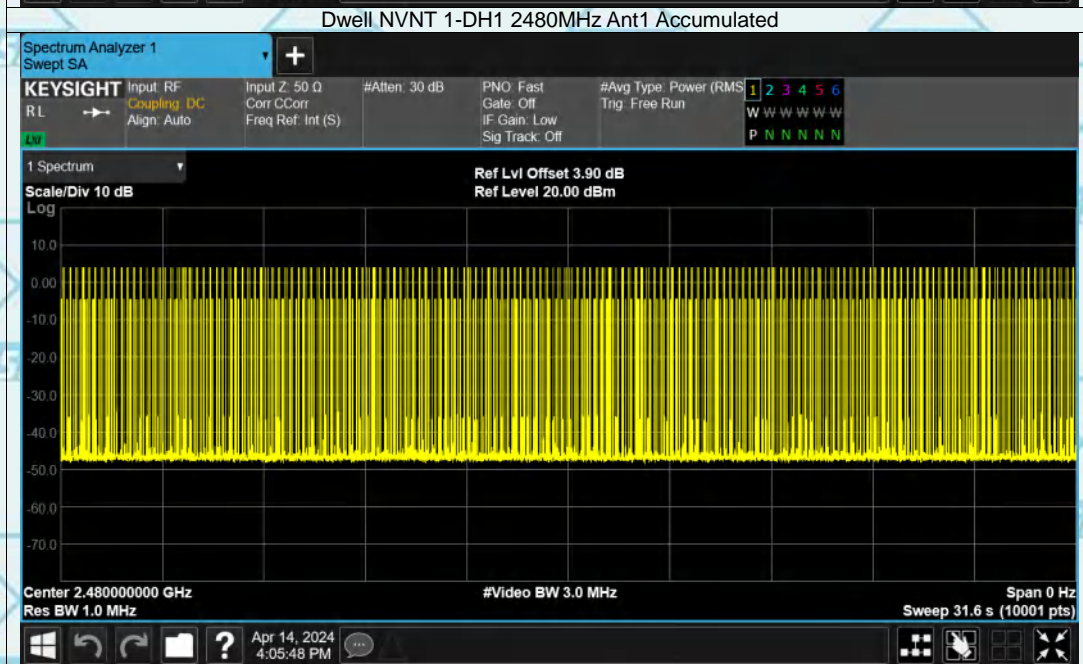 Dwell NVNT 1-DH1 2480MHz Ant1 Accumulated
Spectrum Analyzer 1
Swept SA
+
KEYSIGHT Input: RF Input Z: 50 Ω #Atten: 30 dB PNO: Fast #Avg Type: Power (RMS 1 2 3 4 5 6
R L Coupling: DC Corr CCorr Gate: Off Trig: Free Run W W W W W W
Align: Auto Freq Ref: Int (S) IF Gain: Low
LXI Sig Track: Off P N N N N N
1 Spectrum
Ref Lvl Offset 3.90 dB
Scale/Div 10 dB Ref Level 20.00 dBm
Log
10.0
0.00
-10.0
-20.0
-30.0
-40.0
-50.0
-60.0
-70.0
Center 2.480000000 GHz #Video BW 3.0 MHz Span 0 Hz
Res BW 1.0 MHz Sweep 31.6 s (10001 pts)
? Apr 14, 2024
4:05:48 PM